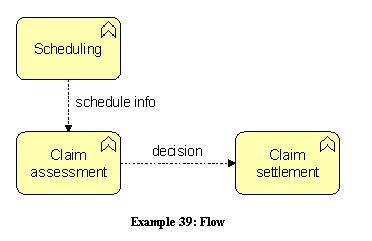 Scheduling
schedule info
Claim
assessment
decision
Claim
settlement
Example 39: Flow